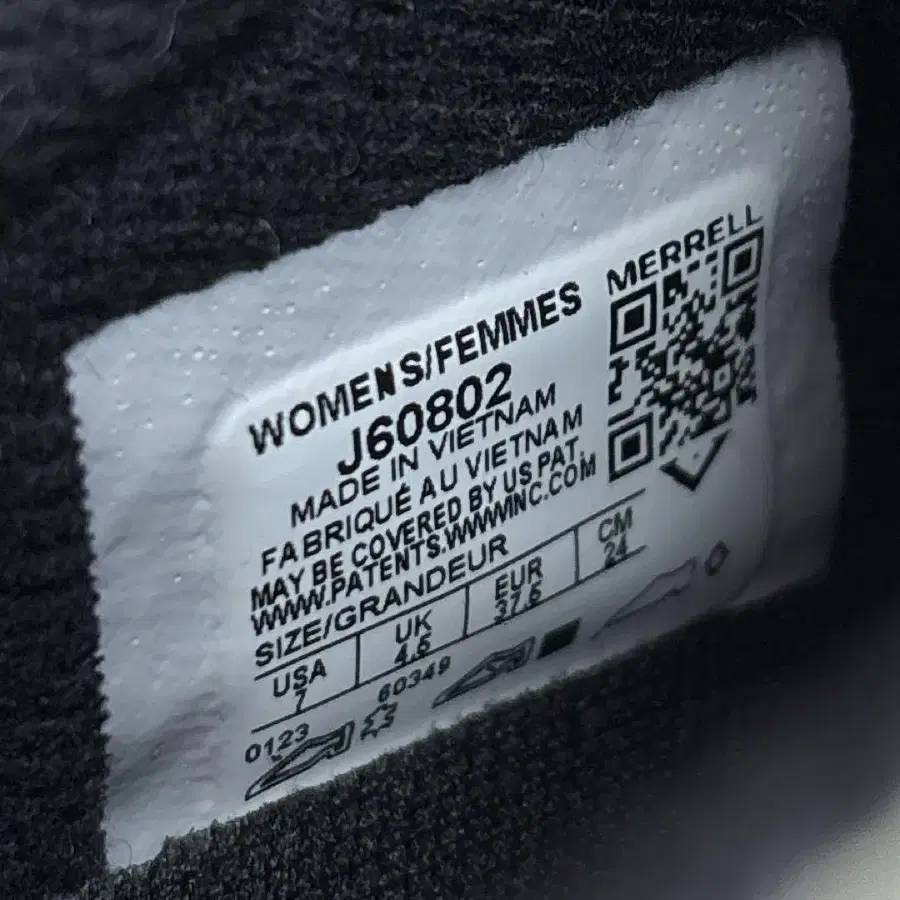 WOMENS/FEMMES
J60802
MADE IN VIETNAM
FABRIQUÉ AU VIETNAM
MAY BE COVERED BY US PAT.
WWW.PATENTS.WWWINC.COM
SIZE/GRANDEUR
USA UK EUR CM
7 4.5 37.5 24
0123 60349
MERRELL